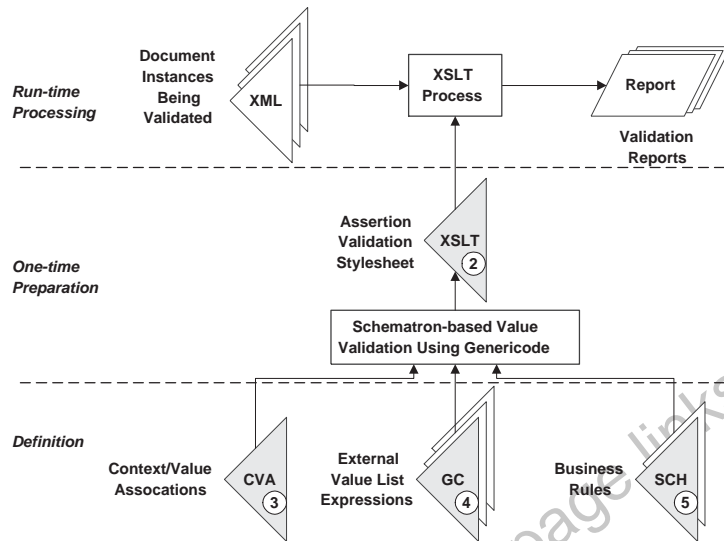 Document
Instances
Being
Validated
XML
XSLT
Process
Report
Validation
Reports
Run-time
Processing
Assertion
Validation
Stylesheet
XSLT
2
One-time
Preparation
Schematron-based Value
Validation Using Genericode
Definition
Context/Value
Assocations
CVA
3
External
Value List
Expressions
GC
4
Business
Rules
SCH
5
page links